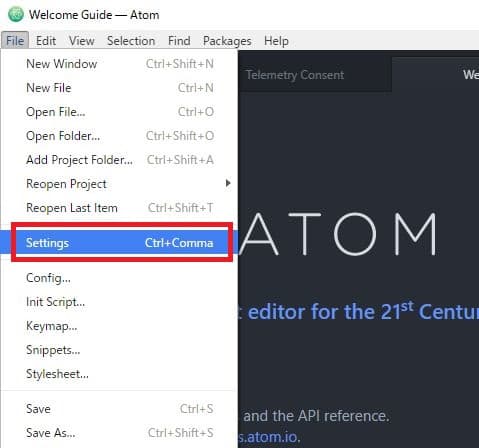 Welcome Guide — Atom
File Edit View Selection Find Packages Help
New Window Ctrl+Shift+N
New File Ctrl+N
Open File... Ctrl+O
Open Folder... Ctrl+Shift+O
Add Project Folder... Ctrl+Shift+A
Reopen Project
Reopen Last Item Ctrl+Shift+T
Settings Ctrl+Comma
Config...
Init Script...
Keymap...
Snippets...
Stylesheet...
Save Ctrl+S
Save As... Ctrl+Shift+S
Telemetry Consent We
ATOM
t editor for the 21st Centu
and the API reference.
s.atom.io.